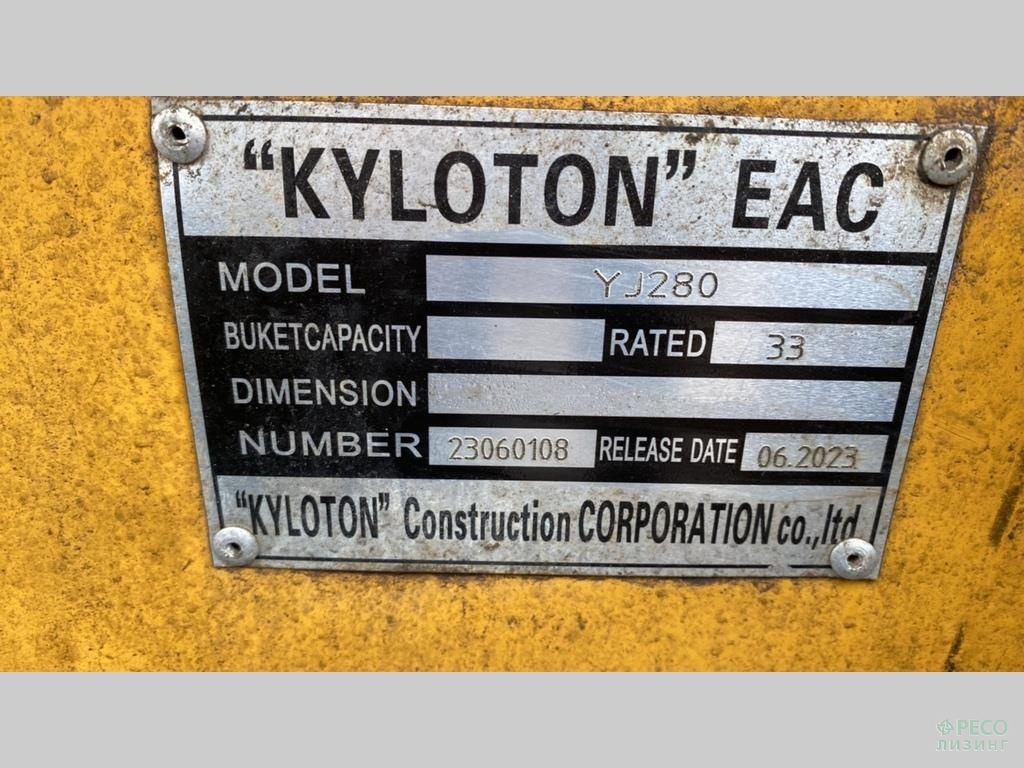 "KYLOTON" EAC
MODEL YJ280
BUKETCAPACITY RATED 33
DIMENSION
NUMBER 23060108 RELEASE DATE 06.2023
"KYLOTON" Construction CORPORATION co.,ltd
РЕСО
ЛИЗИНГ